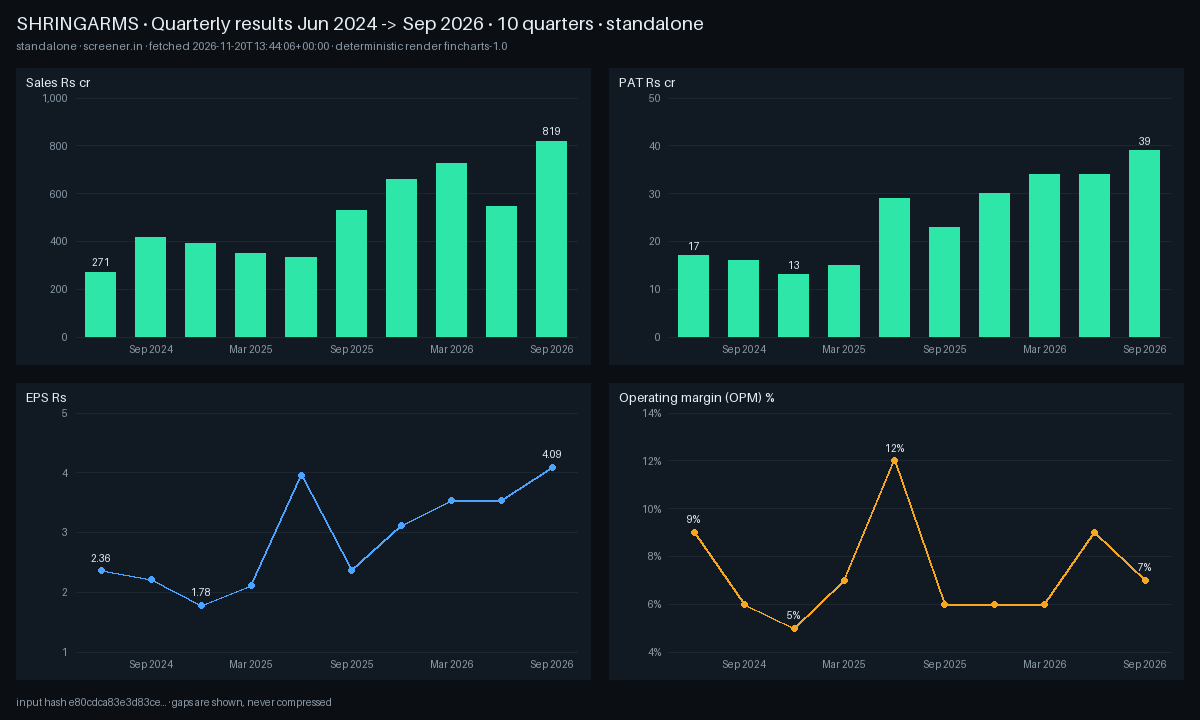 SHRINGARMS · Quarterly results Jun 2024 -> Sep 2026 · 10 quarters · standalone
standalone · screener.in · fetched 2026-11-20T13:44:06+00:00 · deterministic render fincharts-1.0
Sales Rs cr
1,000
800
600
400
200
0
271
819
Sep 2024
Mar 2025
Sep 2025
Mar 2026
Sep 2026
PAT Rs cr
50
40
30
20
10
0
17
13
39
Sep 2024
Mar 2025
Sep 2025
Mar 2026
Sep 2026
EPS Rs
5
4
3
2
1
2.36
1.78
4.09
Sep 2024
Mar 2025
Sep 2025
Mar 2026
Sep 2026
Operating margin (OPM) %
14%
12%
10%
8%
6%
4%
9%
5%
12%
7%
Sep 2024
Mar 2025
Sep 2025
Mar 2026
Sep 2026
input hash e80cdca83e3d83ce… · gaps are shown, never compressed